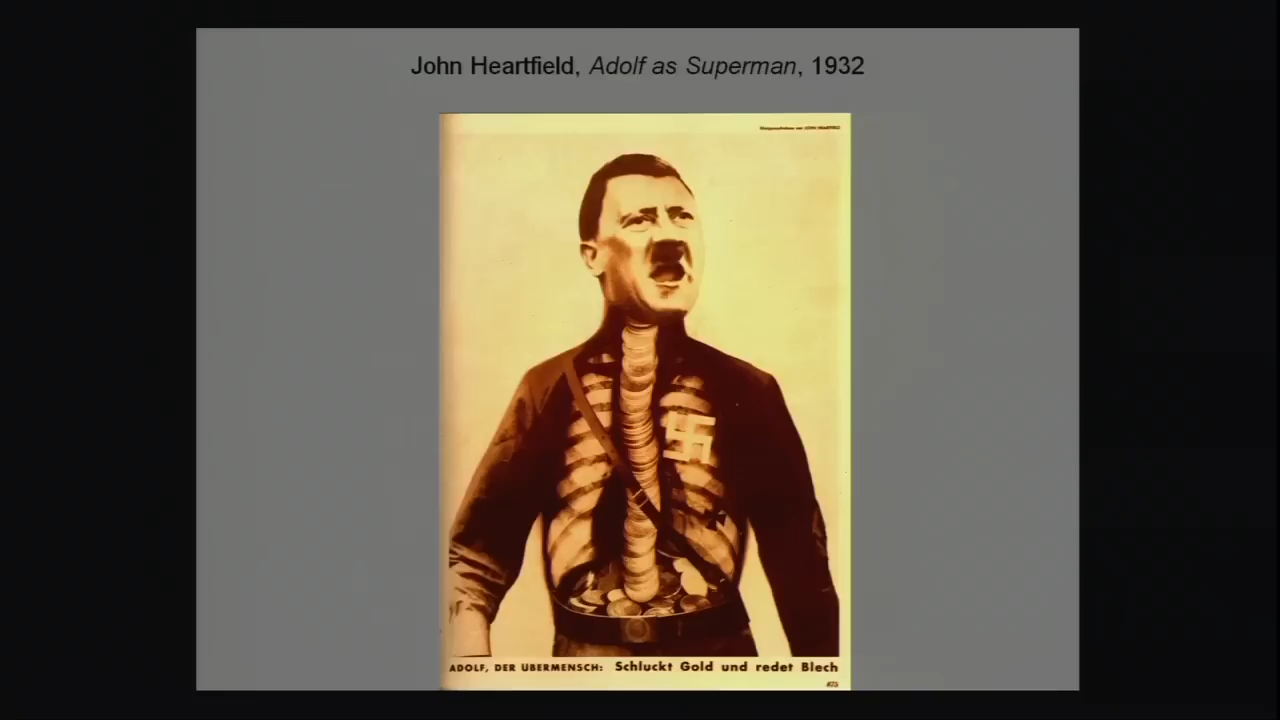 John Heartfield, Adolf as Superman, 1932
ADOLF, DER ÜBERMENSCH: Schluckt Gold und redet Blech